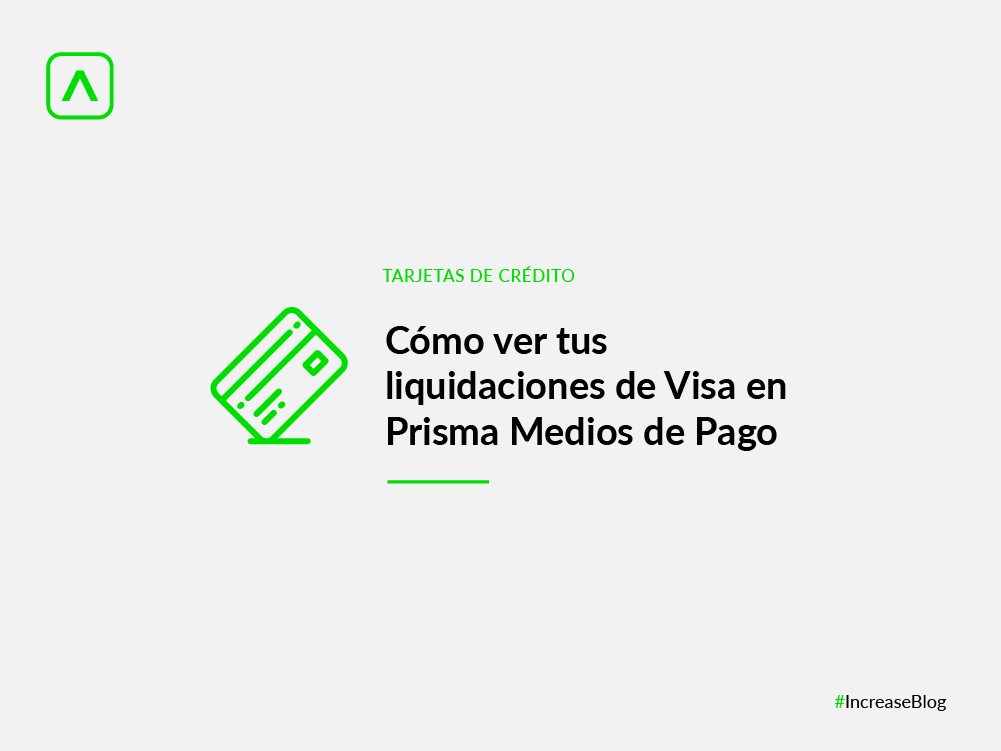 TARJETAS DE CRÉDITO
Cómo ver tus
liquidaciones de Visa en
Prisma Medios de Pago
#IncreaseBlog